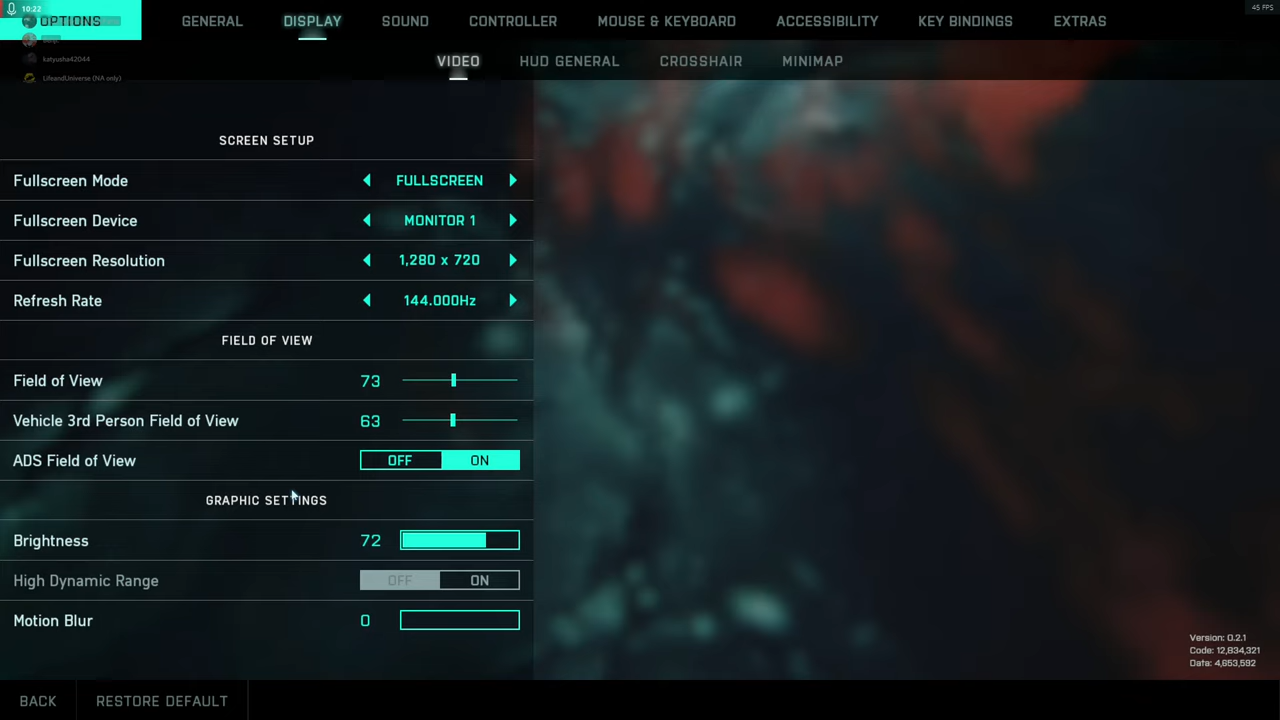 10:22
OPTIONS
GENERAL
DISPLAY
SOUND
CONTROLLER
MOUSE & KEYBOARD
ACCESSIBILITY
KEY BINDINGS
EXTRAS
45 FPS
katyusha42044
LifeandUniverse (NA only)
VIDEO
HUD GENERAL
CROSSHAIR
MINIMAP
SCREEN SETUP
Fullscreen Mode FULLSCREEN
Fullscreen Device MONITOR 1
Fullscreen Resolution 1,280 x 720
Refresh Rate 144.000Hz
FIELD OF VIEW
Field of View 73
Vehicle 3rd Person Field of View 63
ADS Field of View OFF ON
GRAPHIC SETTINGS
Brightness 72
High Dynamic Range OFF ON
Motion Blur 0
Version: 0.2.1
Code: 12,834,321
Data: 4,653,592
BACK
RESTORE DEFAULT